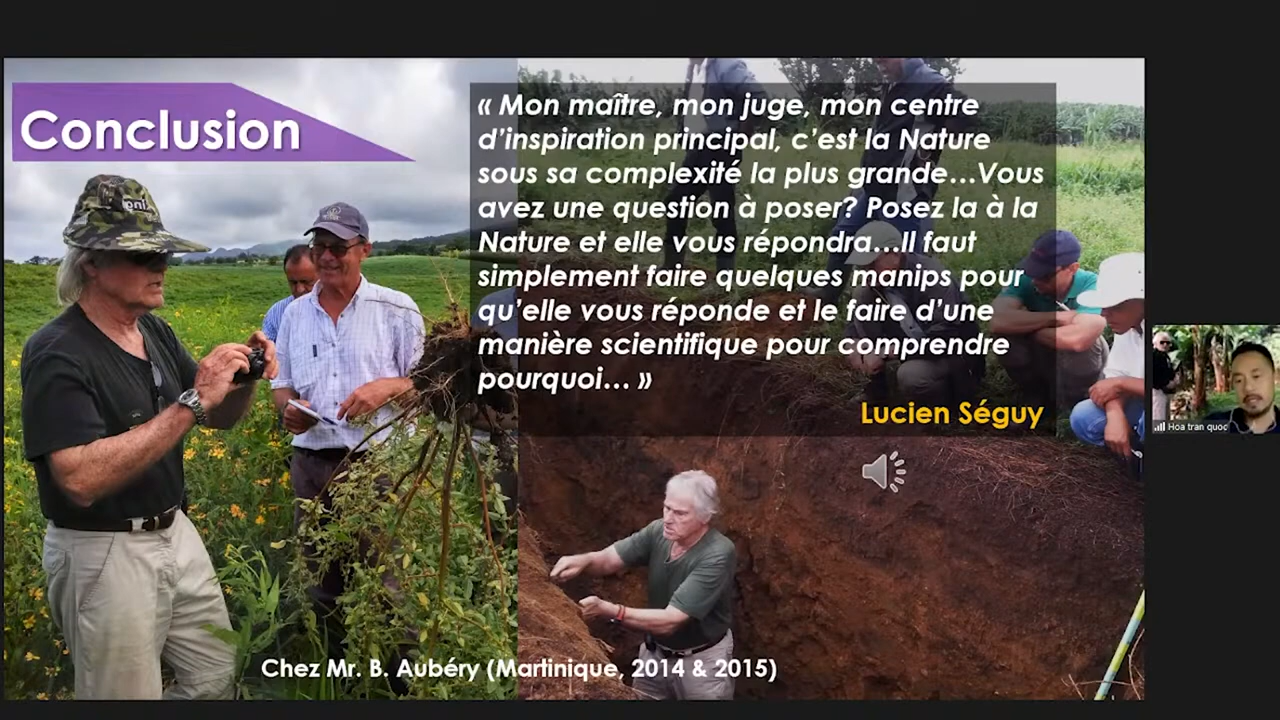 Conclusion
« Mon maître, mon juge, mon centre
d’inspiration principal, c’est la Nature
sous sa complexité la plus grande…Vous
avez une question à poser? Posez la à la
Nature et elle vous répondra…Il faut
simplement faire quelques manips pour
qu’elle vous réponde et le faire d’une
manière scientifique pour comprendre
pourquoi… »
Lucien Séguy
Hoa tran quoc
Chez Mr. B. Aubéry (Martinique, 2014 & 2015)